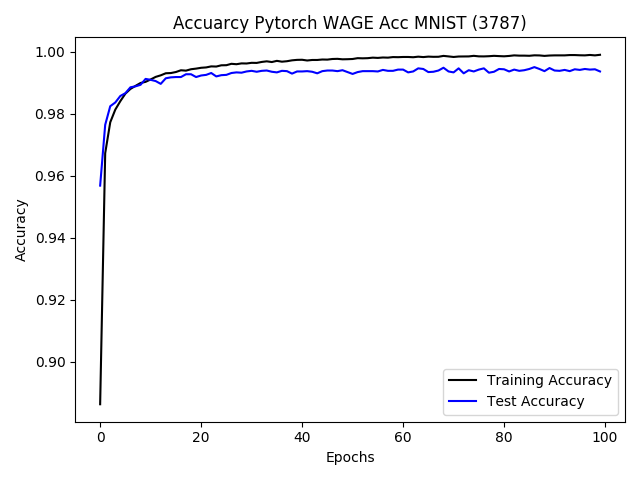 Accuarcy Pytorch WAGE Acc MNIST (3787)
1.00
0.98
0.96
0.94
0.92
0.90
Accuracy
0
20
40
60
80
100
Epochs
Training Accuracy
Test Accuracy